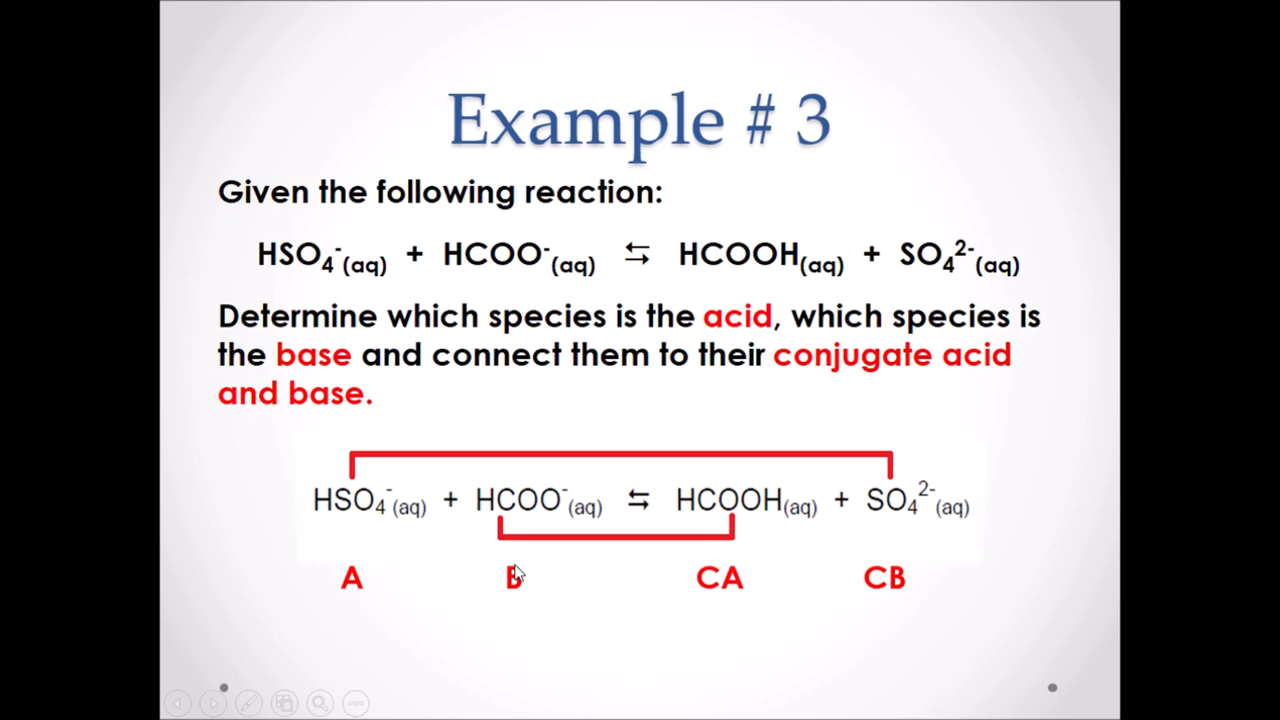 Example # 3
Given the following reaction:
HSO₄⁻(aq) + HCOO⁻(aq) ⇆ HCOOH(aq) + SO₄²⁻(aq)
Determine which species is the acid, which species is
the base and connect them to their conjugate acid
and base.
HSO₄⁻(aq) + HCOO⁻(aq) ⇆ HCOOH(aq) + SO₄²⁻(aq)
A B CA CB